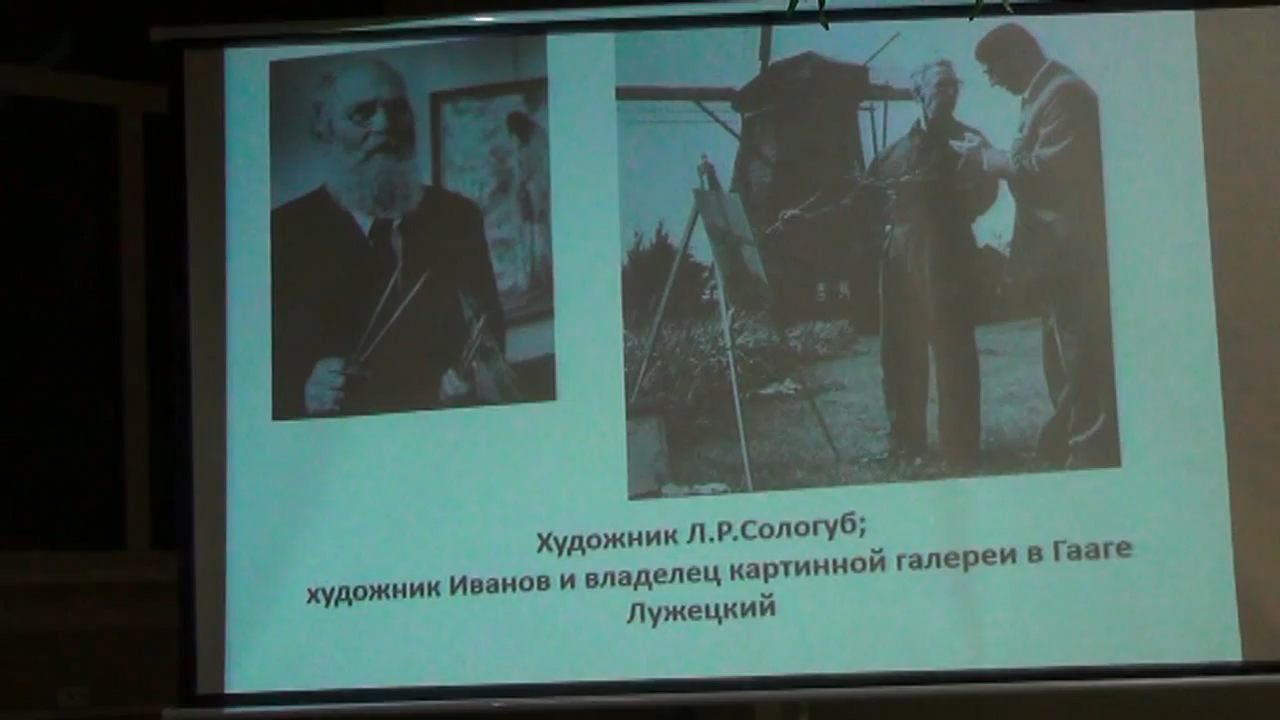 Художник Л.Р.Сологуб;
художник Иванов и владелец картинной галереи в Гааге
Лужецкий